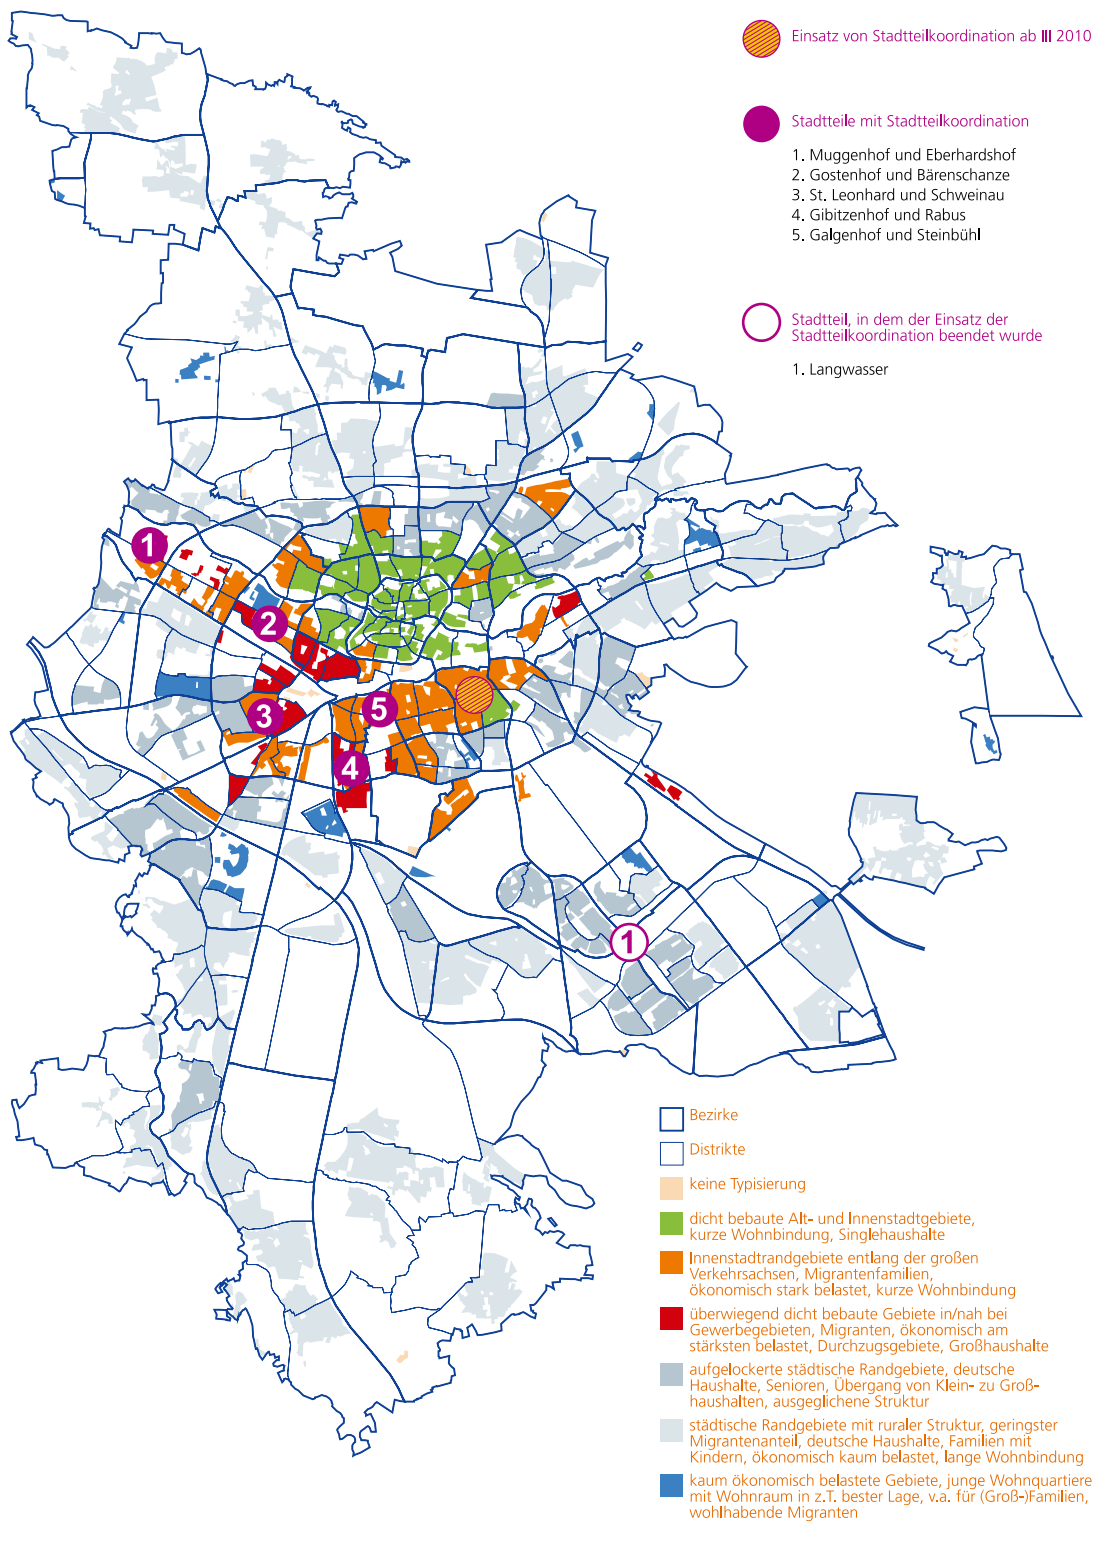 Einsatz von Stadtteilkoordination ab III 2010
Stadtteile mit Stadtteilkoordination
1. Muggenhof und Eberhardshof
2. Gostenhof und Bärenschanze
3. St. Leonhard und Schweinau
4. Gibitzenhof und Rabus
5. Galgenhof und Steinbühl
Stadtteil, in dem der Einsatz der
Stadtteilkoordination beendet wurde
1. Langwasser
1
2
3
5
4
1
Bezirke
Distrikte
keine Typisierung
dicht bebaute Alt- und Innenstadtgebiete,
kurze Wohnbindung, Singlehaushalte
Innenstadtrandgebiete entlang der großen
Verkehrsachsen, Migrantenfamilien,
ökonomisch stark belastet, kurze Wohnbindung
überwiegend dicht bebaute Gebiete in/nah bei
Gewerbegebieten, Migranten, ökonomisch am
stärksten belastet, Durchzugsgebiete, Großhaushalte
aufgelockerte städtische Randgebiete, deutsche
Haushalte, Senioren, Übergang von Klein- zu Groß-
haushalten, ausgeglichene Struktur
städtische Randgebiete mit ruraler Struktur, geringster
Migrantenanteil, deutsche Haushalte, Familien mit
Kindern, ökonomisch kaum belastet, lange Wohnbindung
kaum ökonomisch belastete Gebiete, junge Wohnquartiere
mit Wohnraum in z.T. bester Lage, v.a. für (Groß-)Familien,
wohlhabende Migranten